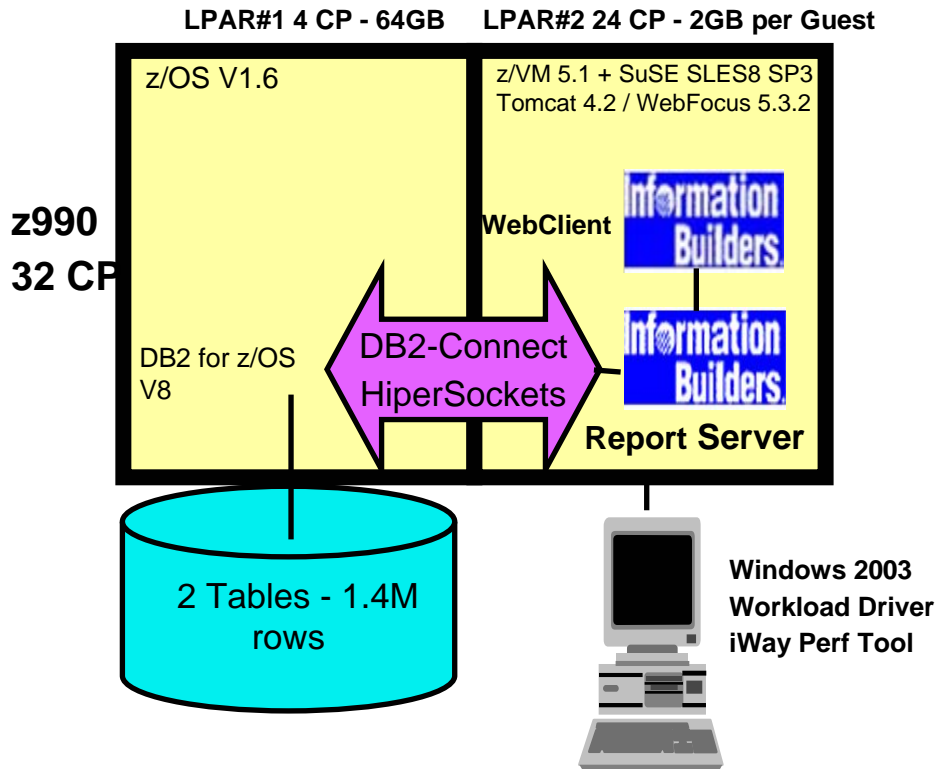 LPAR#1 4 CP - 64GB
LPAR#2 24 CP - 2GB per Guest
z/OS V1.6
z/VM 5.1 + SuSE SLES8 SP3
Tomcat 4.2 / WebFocus 5.3.2
z990
32 CP
WebClient
Information
Builders.
DB2-Connect
HiperSockets
DB2 for z/OS
V8
Information
Builders.
Report Server
2 Tables - 1.4M
rows
Windows 2003
Workload Driver
iWay Perf Tool